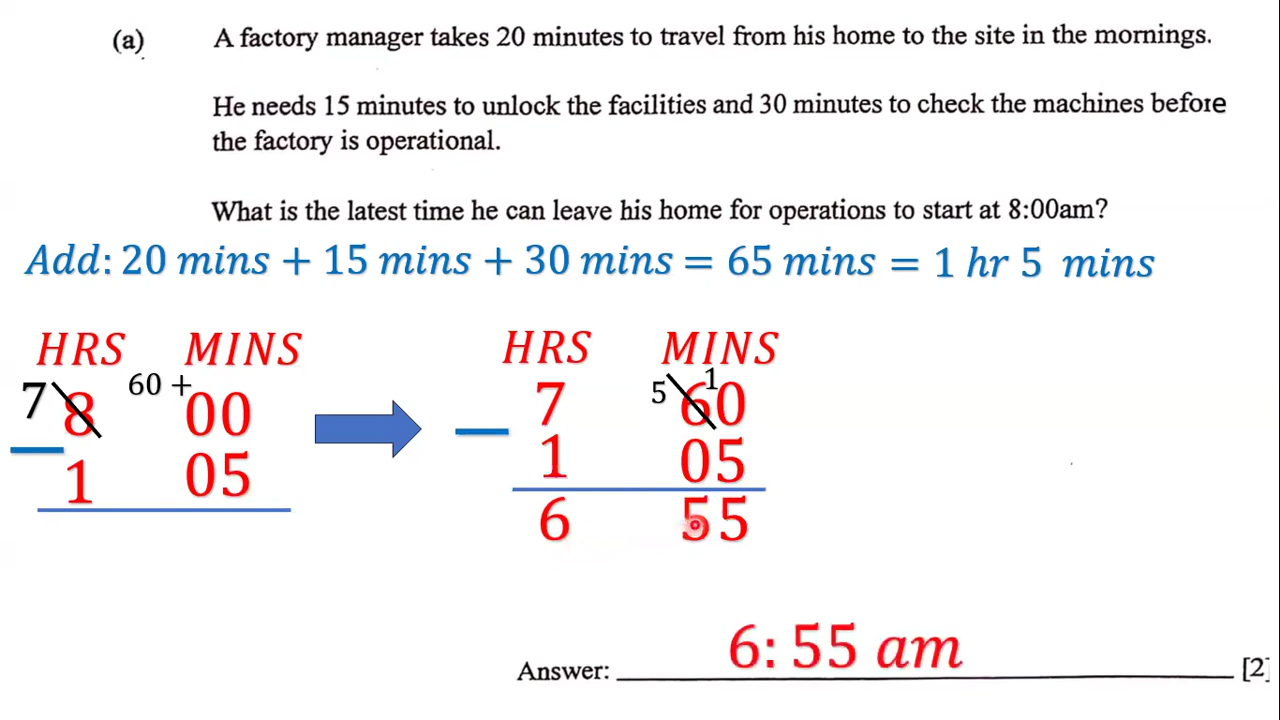 (a) A factory manager takes 20 minutes to travel from his home to the site in the mornings.
He needs 15 minutes to unlock the facilities and 30 minutes to check the machines before
the factory is operational.
What is the latest time he can leave his home for operations to start at 8:00am?
Add: 20 mins + 15 mins + 30 mins = 65 mins = 1 hr 5 mins
HRS MINS
7 8 60 + 00
− 1 05
HRS MINS
7 5 6 1 0
− 1 05
6 55
6: 55 am
Answer: [2]